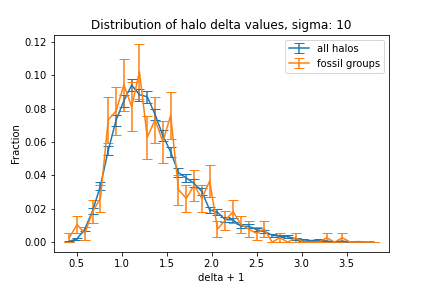 Distribution of halo delta values, sigma: 10
all halos
fossil groups
Fraction
0.12
0.10
0.08
0.06
0.04
0.02
0.00
0.5 1.0 1.5 2.0 2.5 3.0 3.5
delta + 1